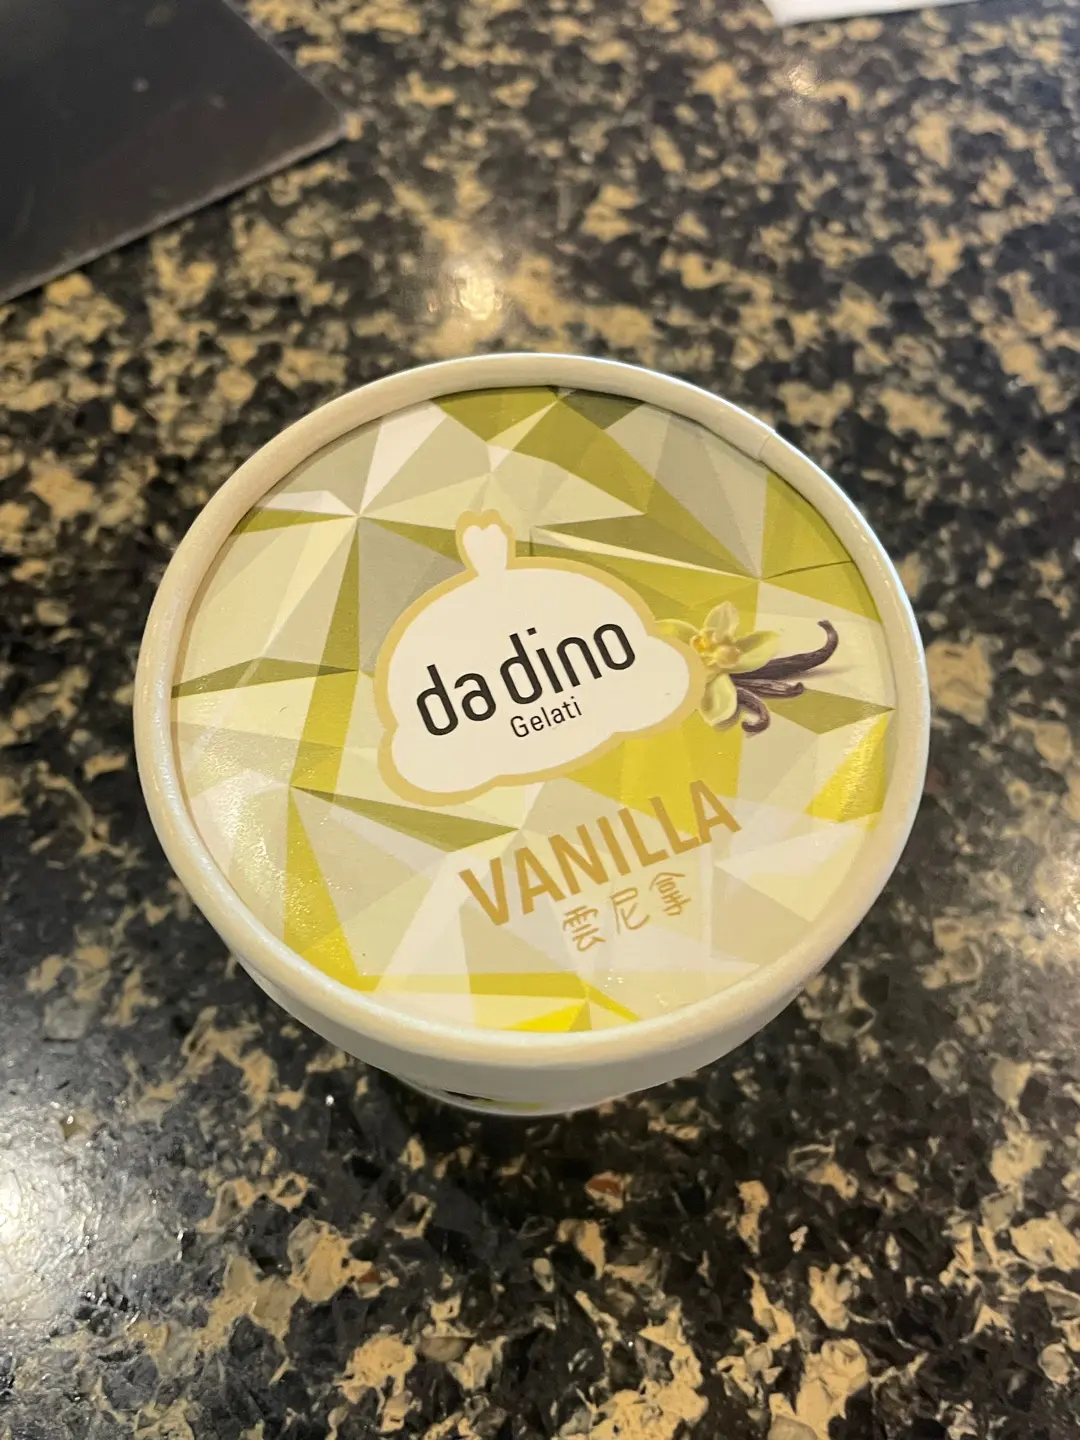 da dino
Gelati
VANILLA
雲尼拿